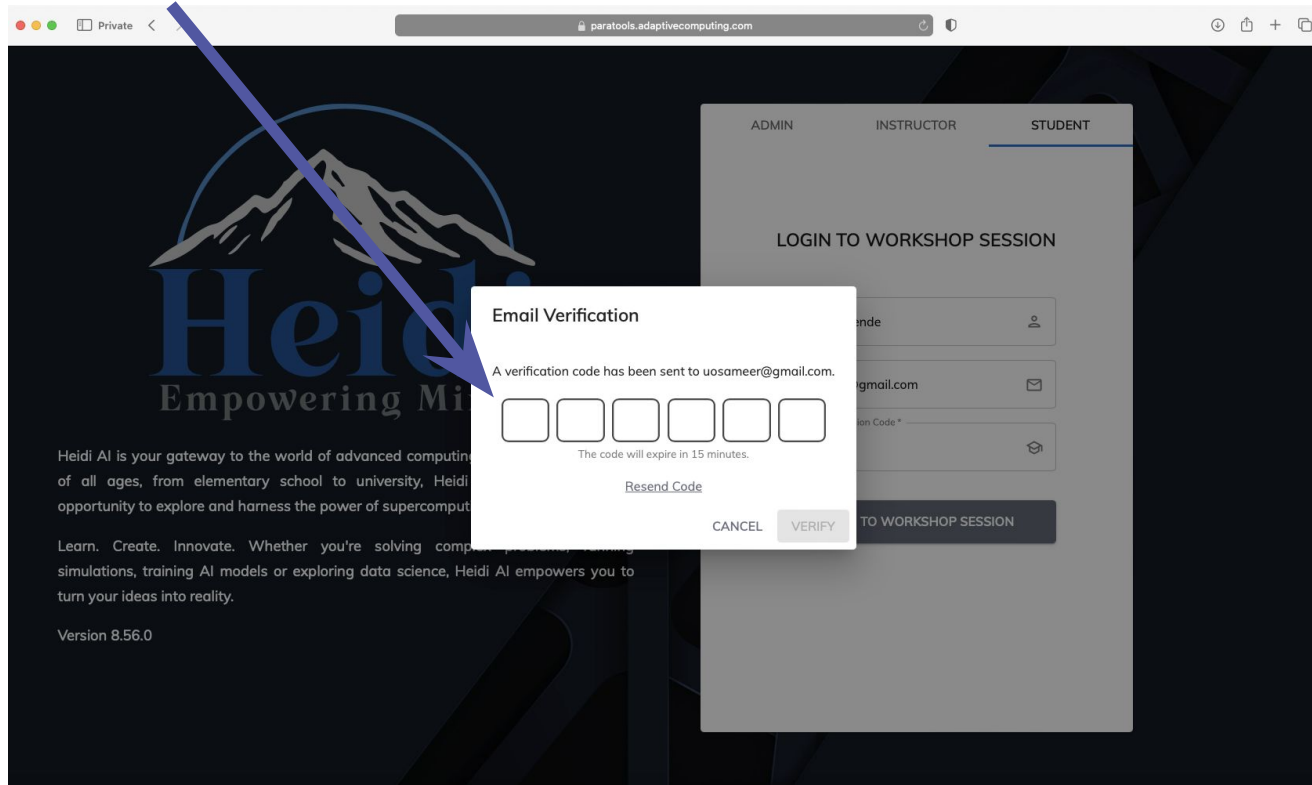 Private
paratools.adaptivecomputing.com
ADMIN INSTRUCTOR STUDENT
LOGIN TO WORKSHOP SESSION
Heidi
Empowering Mi
Heidi AI is your gateway to the world of advanced computing
of all ages, from elementary school to university, Heidi
opportunity to explore and harness the power of supercomput
Learn. Create. Innovate. Whether you're solving complex problems, running
simulations, training AI models or exploring data science, Heidi AI empowers you to
turn your ideas into reality.
Version 8.56.0
Email Verification
A verification code has been sent to uosameer@gmail.com.
The code will expire in 15 minutes.
Resend Code
CANCEL VERIFY
ende
@gmail.com
ion Code *
TO WORKSHOP SESSION